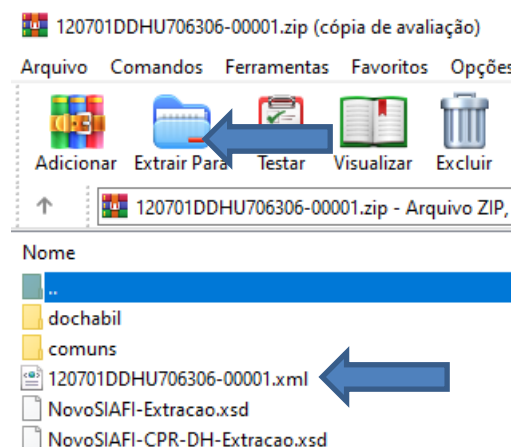 120701DDHU706306-00001.zip (cópia de avaliação)
Arquivo Comandos Ferramentas Favoritos Opções
Adicionar Extrair Para Testar Visualizar Excluir
120701DDHU706306-00001.zip - Arquivo ZIP,
Nome
..
dochabil
comuns
120701DDHU706306-00001.xml
NovoSIAFI-Extracao.xsd
NovoSIAFI-CPR-DH-Extracao.xsd